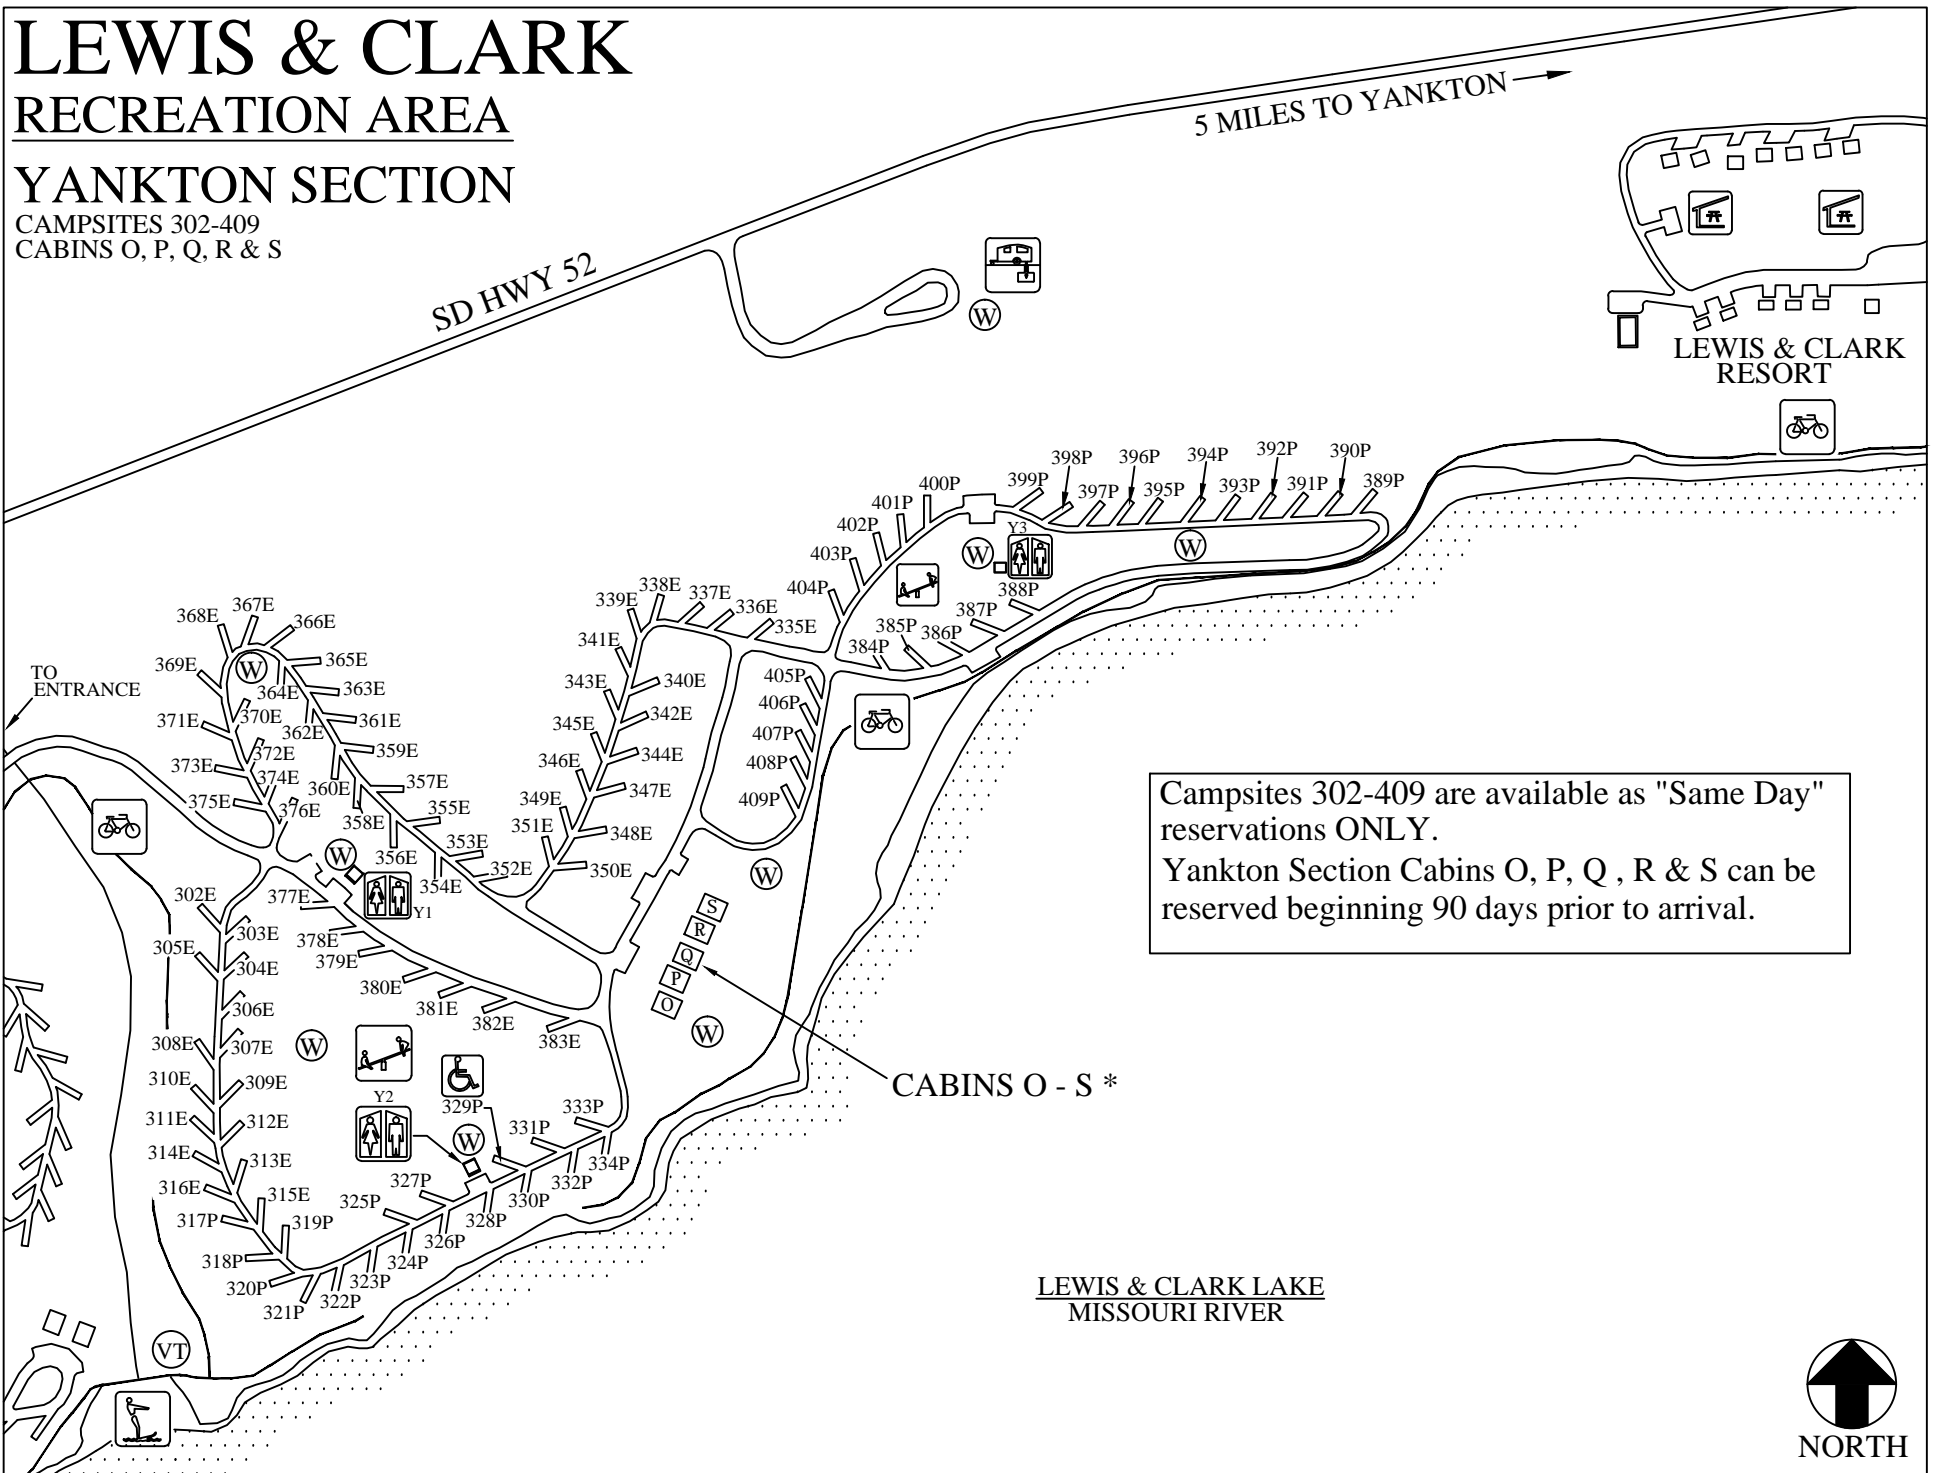 LEWIS & CLARK
RECREATION AREA
YANKTON SECTION
CAMPSITES 302-409
CABINS O, P, Q, R & S
SD HWY 52
5 MILES TO YANKTON
W
LEWIS & CLARK
RESORT
398P
396P
394P
392P
390P
400P
399P
397P
395P
393P
391P
389P
401P
402P
403P
404P
Y3
W
W
388P
387P
385P
386P
384P
338E
339E
337E
336E
335E
341E
343E
340E
345E
342E
346E
344E
349E
347E
351E
348E
350E
405P
406P
407P
408P
409P
367E
368E
366E
W
365E
369E
364E
363E
370E
371E
361E
362E
372E
359E
373E
374E
360E
357E
375E
376E
358E
355E
356E
353E
354E
352E
TO
ENTRANCE
W
Y1
377E
302E
303E
378E
305E
304E
379E
380E
306E
381E
382E
383E
308E
307E
W
310E
309E
311E
312E
314E
313E
316E
315E
317P
319P
318P
320P
321P
322P
323P
324P
325P
326P
327P
328P
Y2
329P
W
330P
331P
332P
333P
334P
W
S
R
Q
P
O
W
CABINS O - S *
Campsites 302-409 are available as "Same Day"
reservations ONLY.
Yankton Section Cabins O, P, Q , R & S can be
reserved beginning 90 days prior to arrival.
LEWIS & CLARK LAKE
MISSOURI RIVER
VT
NORTH